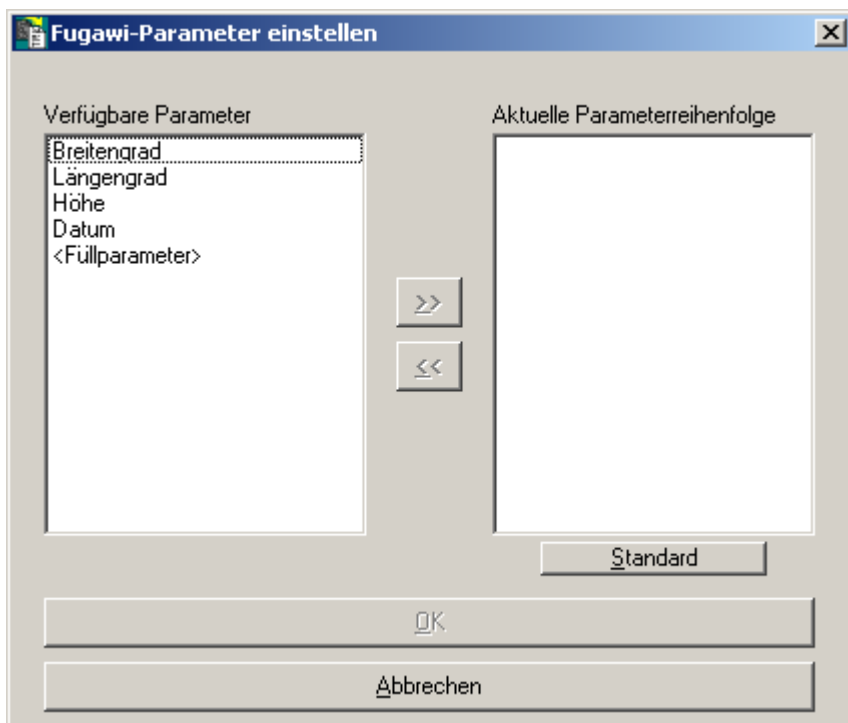 Fugawi-Parameter einstellen
Verfügbare Parameter
Breitengrad
Längengrad
Höhe
Datum
<Füllparameter>
>>
<<
Aktuelle Parameterreihenfolge
Standard
OK
Abbrechen